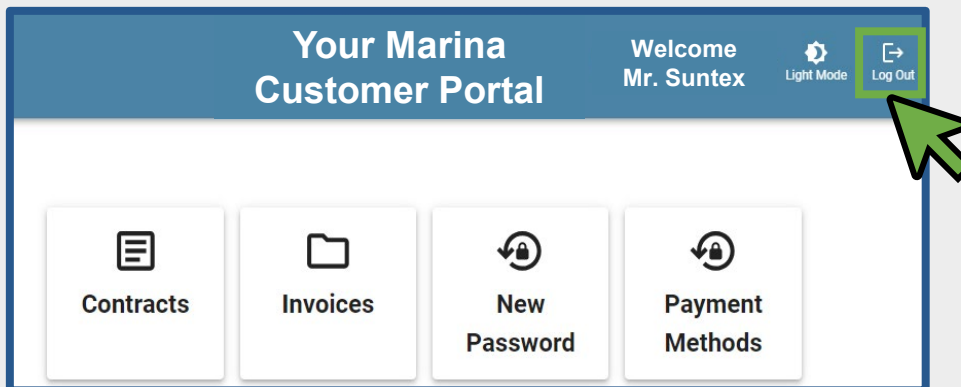 Your Marina
Customer Portal
Welcome
Mr. Suntex
Light Mode
Log Out
Contracts
Invoices
New
Password
Payment
Methods